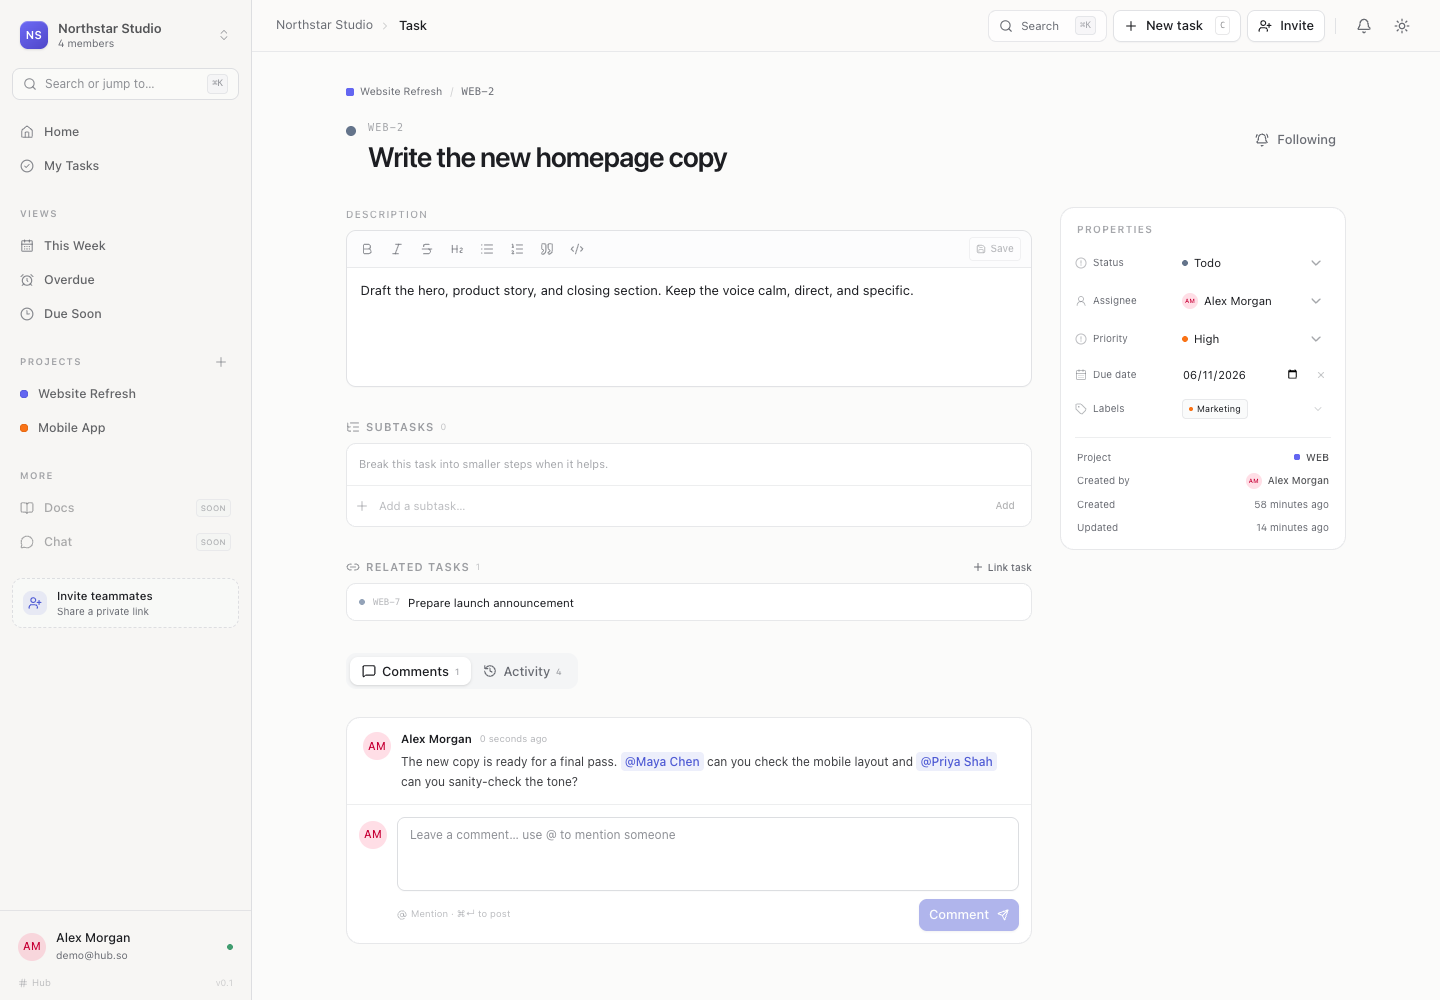 NS
Northstar Studio
4 members
Search or jump to...
⌘K
Home
My Tasks
VIEWS
This Week
Overdue
Due Soon
PROJECTS
Website Refresh
Mobile App
MORE
Docs
SOON
Chat
SOON
Invite teammates
Share a private link
AM
Alex Morgan
demo@hub.so
# Hub
v0.1
Northstar Studio
Task
Search
⌘K
New task
C
Invite
Website Refresh / WEB-2
WEB-2
Write the new homepage copy
Following
DESCRIPTION
B I S H2
Save
Draft the hero, product story, and closing section. Keep the voice calm, direct, and specific.
SUBTASKS 0
Break this task into smaller steps when it helps.
Add a subtask...
Add
RELATED TASKS 1
Link task
WEB-7 Prepare launch announcement
Comments 1
Activity 4
AM
Alex Morgan 0 seconds ago
The new copy is ready for a final pass. @Maya Chen can you check the mobile layout and @Priya Shah
can you sanity-check the tone?
AM
Leave a comment... use @ to mention someone
@ Mention · ⌘↵ to post
Comment
PROPERTIES
Status
Todo
Assignee
AM Alex Morgan
Priority
High
Due date
06/11/2026
Labels
Marketing
Project
WEB
Created by
AM Alex Morgan
Created
58 minutes ago
Updated
14 minutes ago